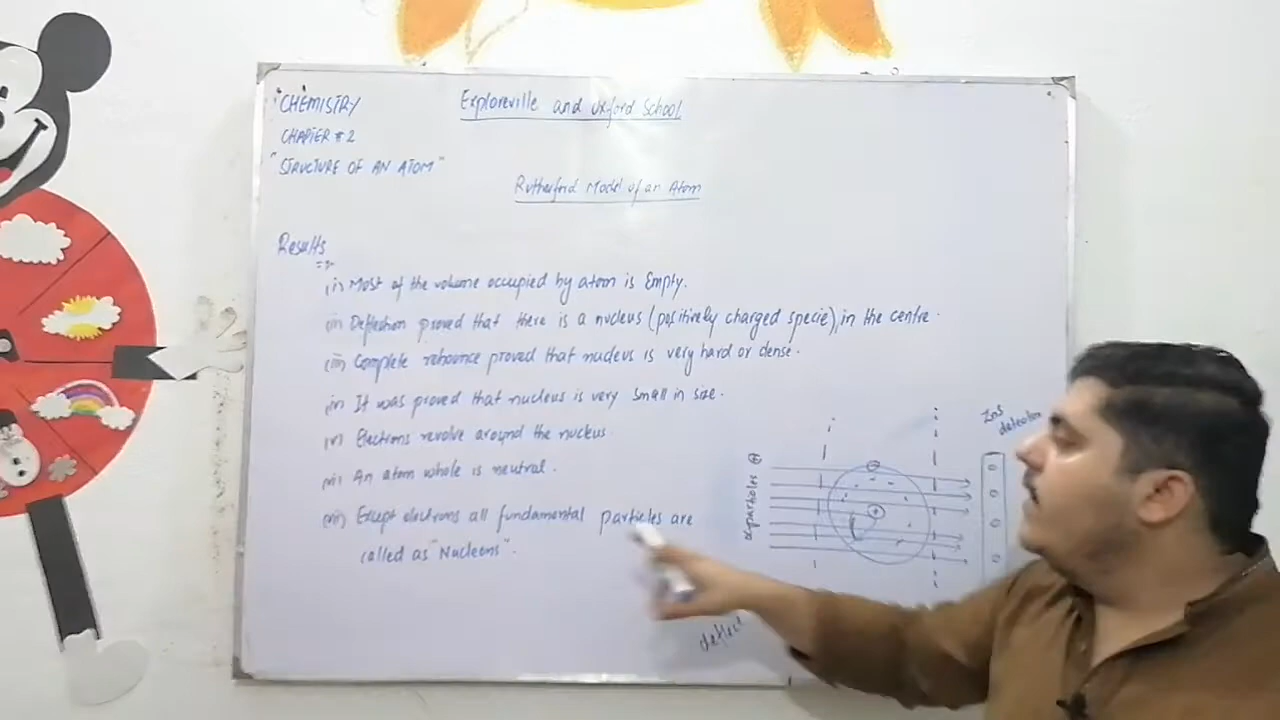 CHEMISTRY
Exploreville and Oxford School
CHAPTER # 2
"STRUCTURE OF AN ATOM"
Rutherford Model of an Atom
Results
(i) Most of the volume occupied by atom is Empty.
(ii) Deflection proved that there is a nucleus (positively charged specie), in the centre.
(iii) Complete rebounce proved that nucleus is very hard or dense.
(iv) It was proved that nucleus is very small in size.
(v) Electrons revolve around the nucleus.
(vi) An atom whole is neutral.
(vii) Except electrons all fundamental particles are
called as "Nucleons".
α-particles +
ZnS
detector
deflect